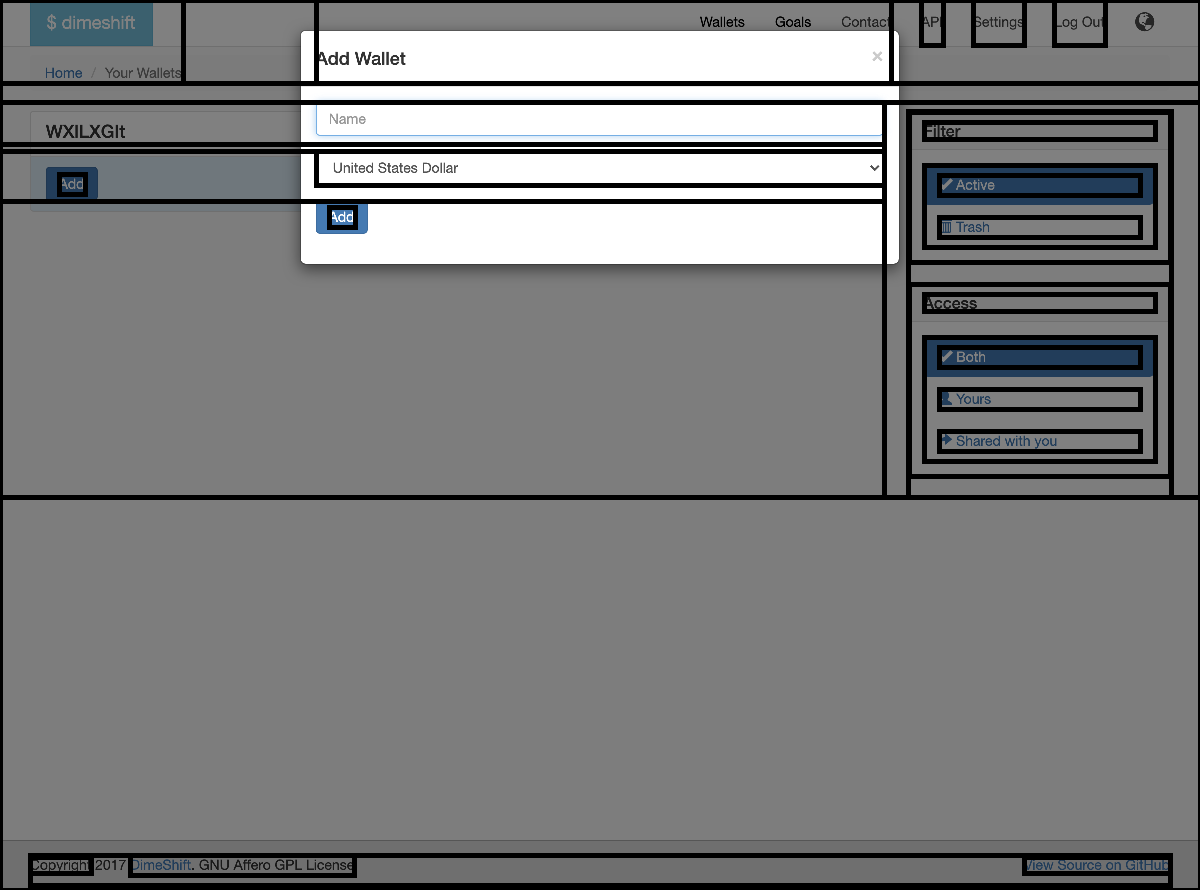 $ dimeshift
Wallets Goals Contact API Settings Log Out
Home / Your Wallets
Add Wallet ×
Name
WXILXGlt
United States Dollar
Add
Add
Filter
Active
Trash
Access
Both
Yours
Shared with you
Copyright 2017 DimeShift. GNU Affero GPL License
View Source on GitHub